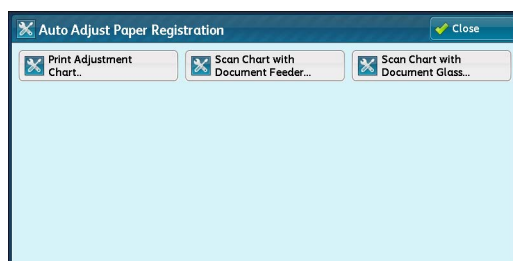 Auto Adjust Paper Registration
Close
Print Adjustment
Chart..
Scan Chart with
Document Feeder...
Scan Chart with
Document Glass...